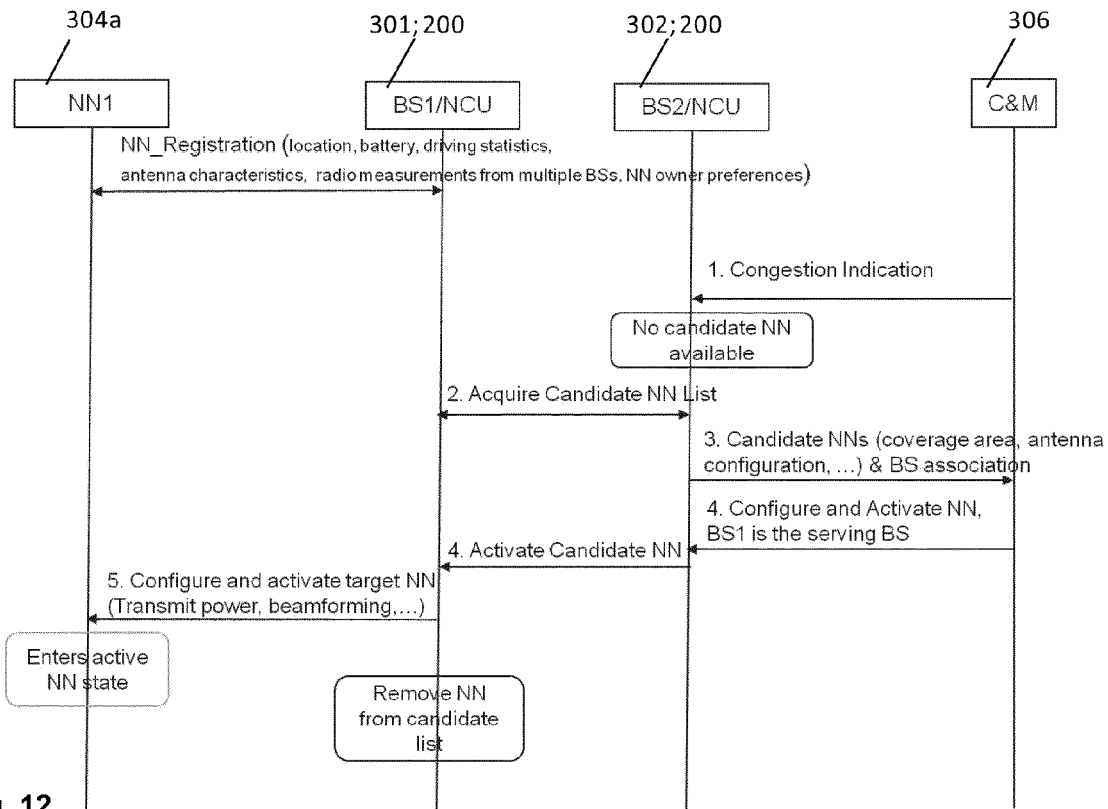 304a
301;200
302;200
306
NN1
BS1/NCU
BS2/NCU
C&M
NN_Registration (location, battery, driving statistics,
antenna characteristics, radio measurements from multiple BSs, NN owner preferences)
1. Congestion Indication
No candidate NN
available
2. Acquire Candidate NN List
3. Candidate NNs (coverage area, antenna
configuration, ...) & BS association
4. Configure and Activate NN,
BS1 is the serving BS
4. Activate Candidate NN
5. Configure and activate target NN
(Transmit power, beamforming,...)
Enters active
NN state
Remove NN
from candidate
list
12